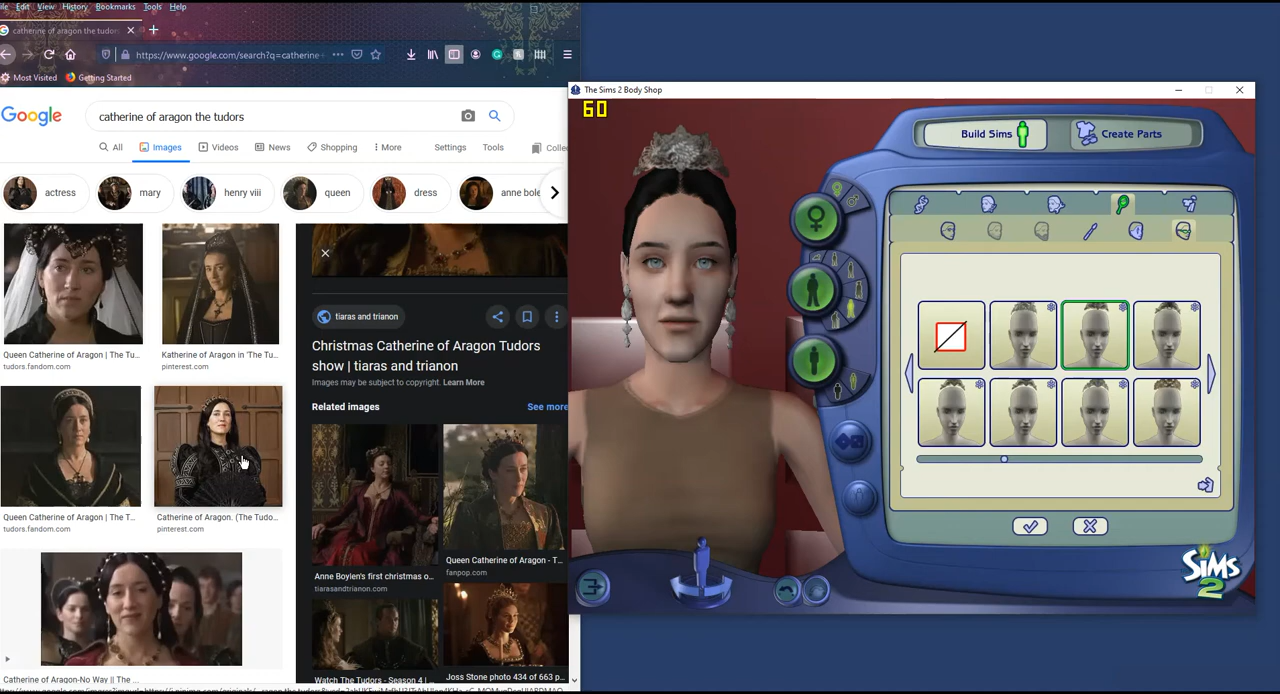 Edit View History Bookmarks Tools Help
catherine of aragon the tudors
https://www.google.com/search?q=catherine
Most Visited Getting Started
Google
catherine of aragon the tudors
All Images Videos News Shopping More Settings Tools Collec
actress mary henry viii queen dress anne bole
Queen Catherine of Aragon | The Tu...
tudors.fandom.com
Katherine of Aragon in 'The Tu...
pinterest.com
Queen Catherine of Aragon | The T...
tudors.fandom.com
Catherine of Aragon. (The Tudo...
pinterest.com
Catherine of Aragon-No Way || The ...
tiaras and trianon
Christmas Catherine of Aragon Tudors
show | tiaras and trianon
Images may be subject to copyright. Learn More
Related images See more
Anne Boylen's first christmas o...
tiarasandtrianon.com
Queen Catherine of Aragon - T...
fanpop.com
Watch The Tudors - Season 4 | ...
Joss Stone photo 434 of 663 p...
The Sims 2 Body Shop
60
Build Sims
Create Parts
SIMS
2